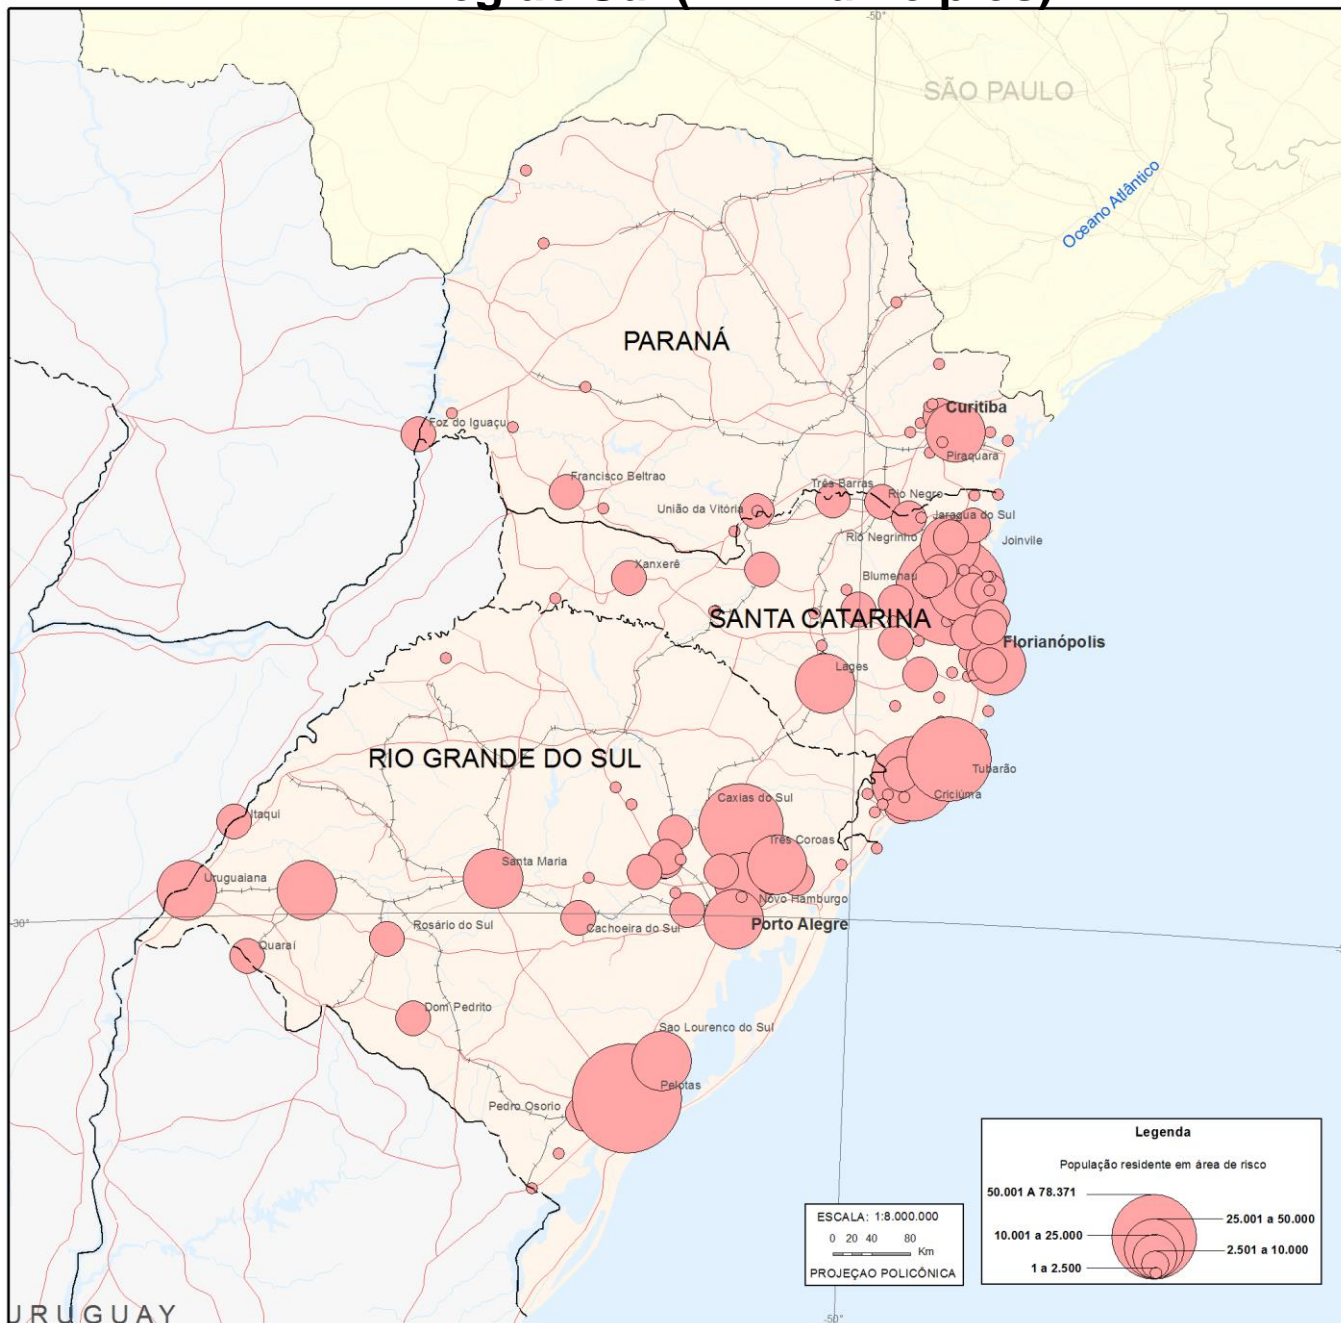 -50°
SÃO PAULO
Oceano Atlântico
PARANÁ
Curitiba
Foz do Iguaçu
Piraquara
Francisco Beltrao
Três Barras
Rio Negro
União da Vitória
Jaragua do Sul
Rio Negrinho
Joinvile
Xanxerê
Blumenau
SANTA CATARINA
Florianópolis
Lages
RIO GRANDE DO SUL
Tubarão
Caxias do Sul
Criciúma
Itaqui
Três Coroas
Santa Maria
Uruguaiana
Novo Hamburgo
30°
Rosário do Sul
Cachoeira do Sul
Porto Alegre
Quaraí
Dom Pedrito
Sao Lourenco do Sul
Pelotas
Pedro Osorio
Legenda
População residente em área de risco
50.001 A 78.371
25.001 a 50.000
10.001 a 25.000
2.501 a 10.000
1 a 2.500
ESCALA: 1:8.000.000
0 20 40 80
Km
PROJEÇAO POLICÔNICA
URUGUAY
-50°